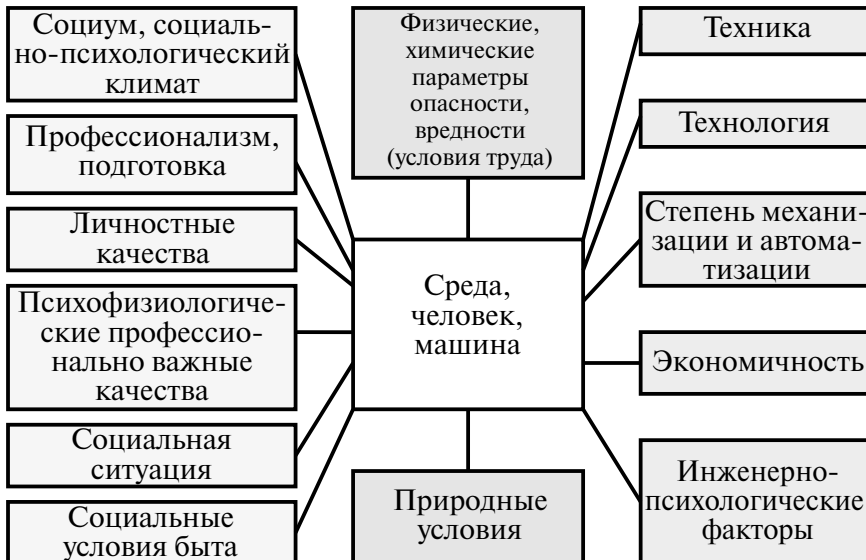 Социум, социаль-
но-психологический
климат
Профессионализм,
подготовка
Личностные
качества
Психофизиологиче-
ские профессио-
нально важные
качества
Социальная
ситуация
Социальные
условия быта
Физические,
химические
параметры
опасности,
вредности
(условия труда)
Среда,
человек,
машина
Природные
условия
Техника
Технология
Степень механи-
зации и автома-
тизации
Экономичность
Инженерно-
психологические
факторы